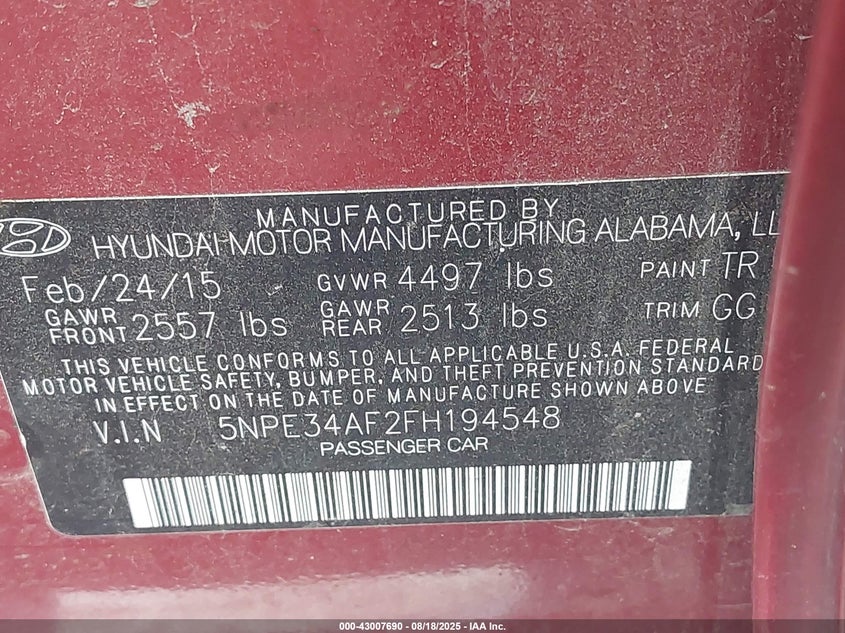 MANUFACTURED BY
HYUNDAI MOTOR MANUFACTURING ALABAMA, LL
Feb/24/15 GVWR 4497 lbs PAINT TR
GAWR FRONT 2557 lbs GAWR REAR 2513 lbs TRIM GG
THIS VEHICLE CONFORMS TO ALL APPLICABLE U.S.A. FEDERAL
MOTOR VEHICLE SAFETY, BUMPER, AND THEFT PREVENTION STANDARD
IN EFFECT ON THE DATE OF MANUFACTURE SHOWN ABOVE
V.I.N 5NPE34AF2FH194548
PASSENGER CAR
000-43007690 - 08/18/2025 - IAA Inc.